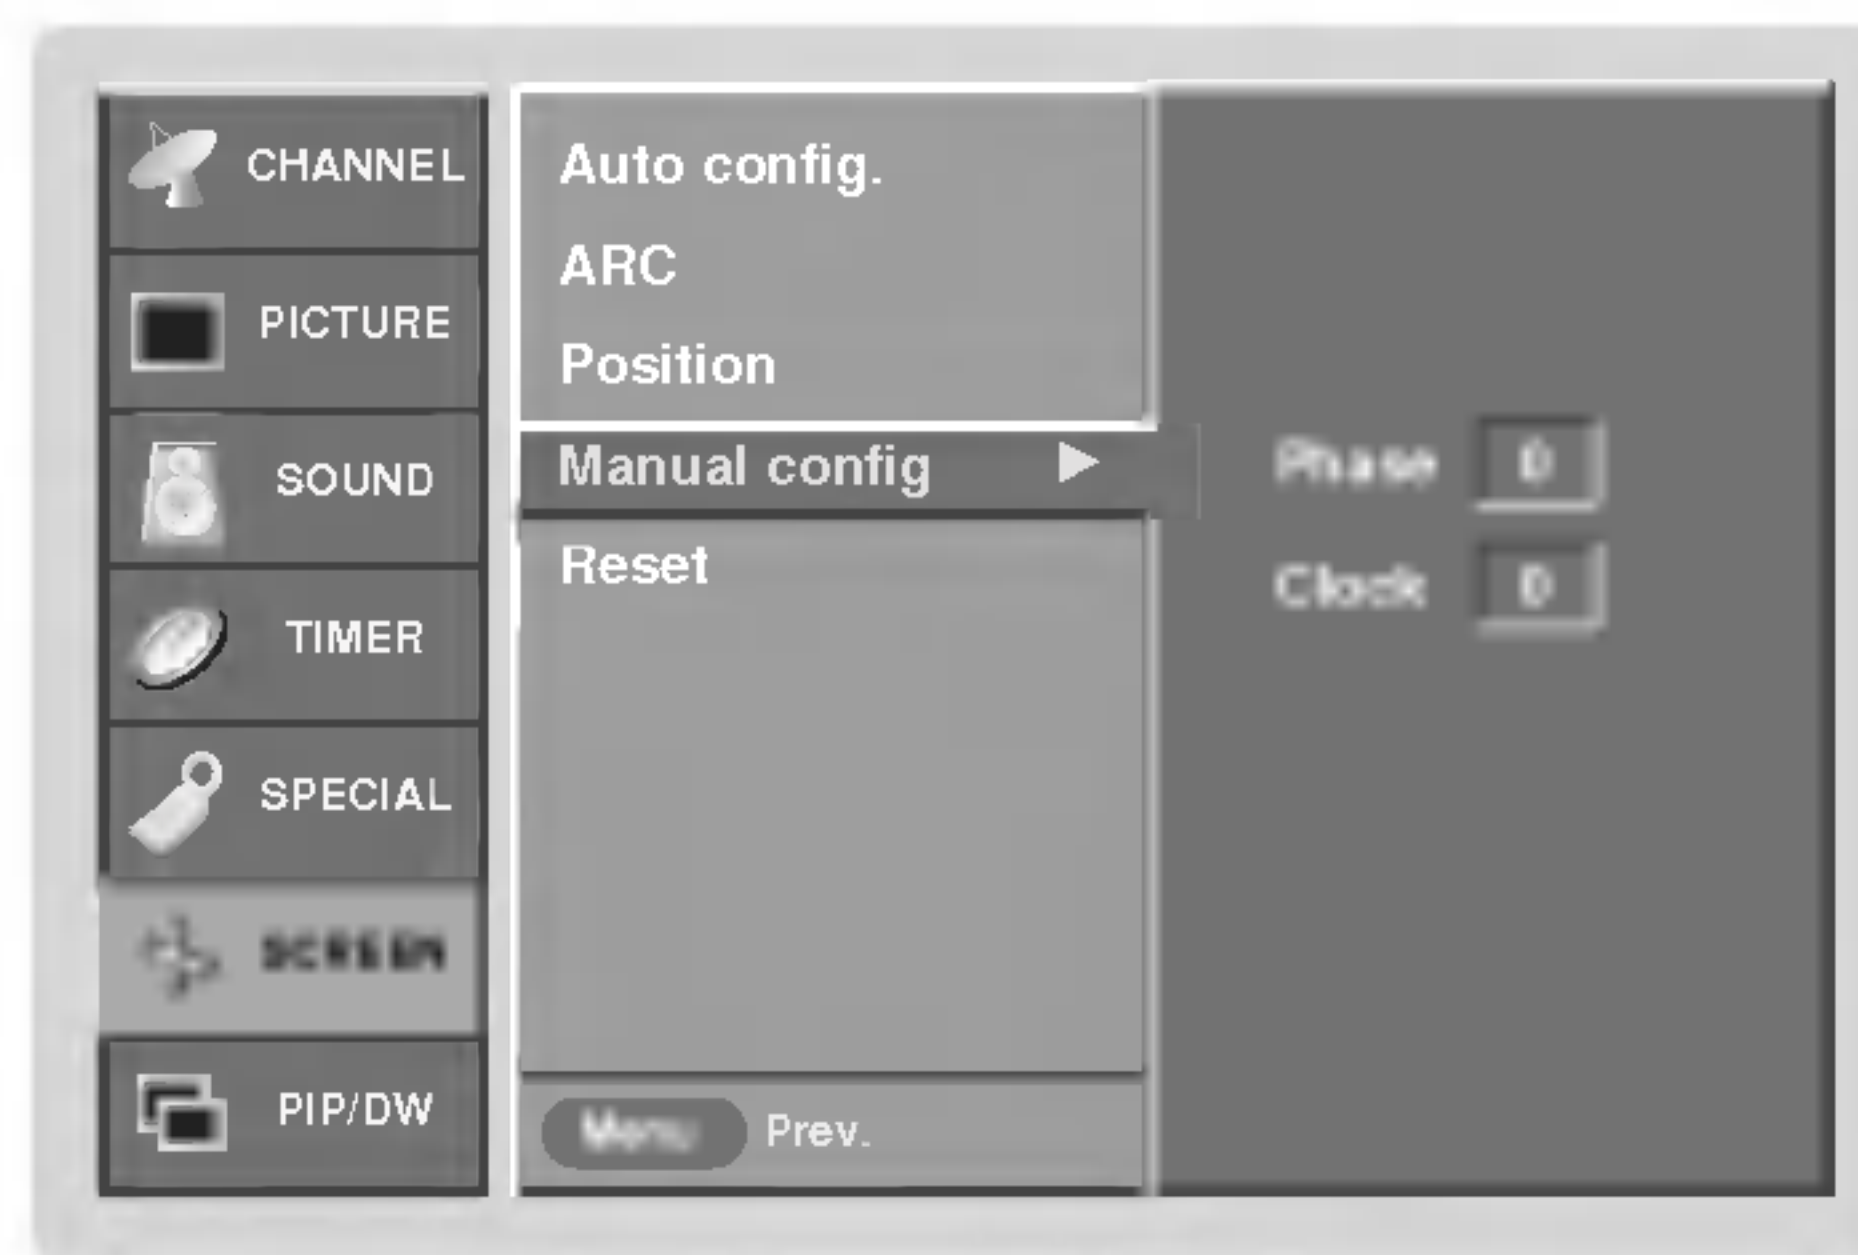 CHANNEL
PICTURE
SOUND
TIMER
SPECIAL
SCREEN
PIP/DW
Auto config.
ARC
Position
Manual config
Reset
Menu Prev.
Phase 0
Clock 0